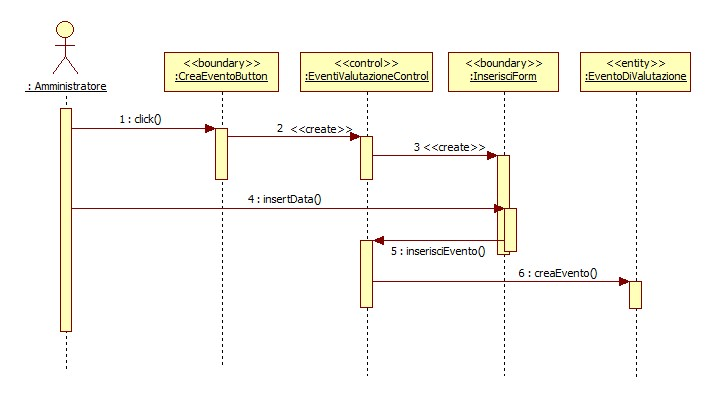 <<boundary>>
<<control>>
<<boundary>>
<<entity>>
: Amministratore
:CreaEventoButton
:EventiValutazioneControl
:InserisciForm
:EventoDiValutazione
1 : click()
2 <<create>>
3 <<create>>
4 : insertData()
5 : inserisciEvento()
6 : creaEvento()